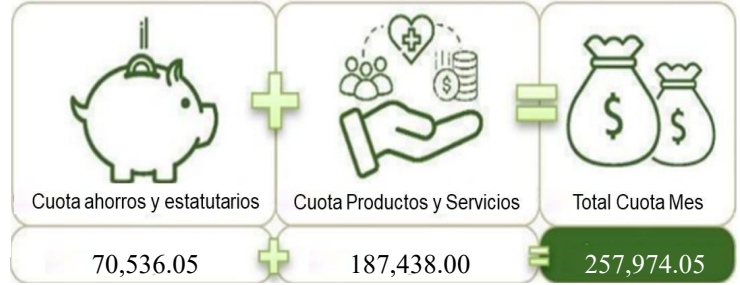 $
$ $
Cuota ahorros y estatutarios + Cuota Productos y Servicios = Total Cuota Mes
70,536.05 + 187,438.00 = 257,974.05